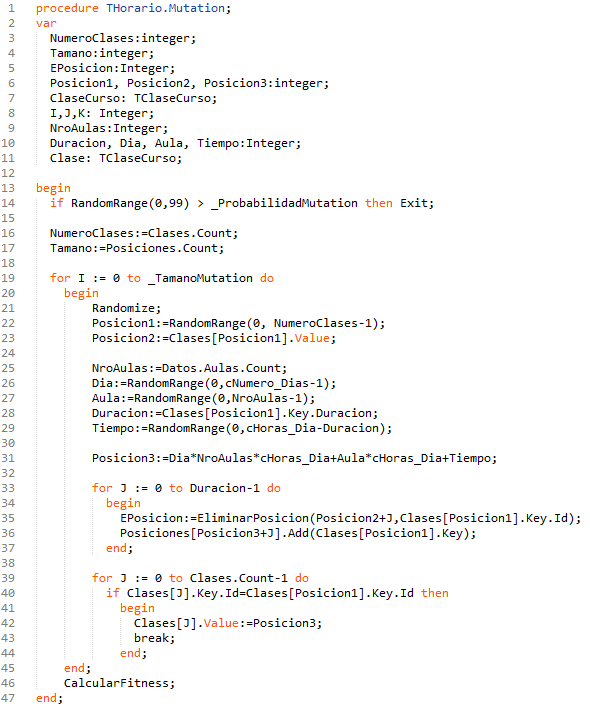 1 procedure THorario.Mutation;
2 var
3 NumeroClases:integer;
4 Tamano:integer;
5 EPosicion:Integer;
6 Posicion1, Posicion2, Posicion3:integer;
7 ClaseCurso: TClaseCurso;
8 I,J,K: Integer;
9 NroAulas:Integer;
10 Duracion, Dia, Aula, Tiempo:Integer;
11 Clase: TClaseCurso;
12
13 begin
14 if RandomRange(0,99) > _ProbabilidadMutation then Exit;
15
16 NumeroClases:=Clases.Count;
17 Tamano:=Posiciones.Count;
18
19 for I := 0 to _TamanoMutation do
20 begin
21 Randomize;
22 Posicion1:=RandomRange(0, NumeroClases-1);
23 Posicion2:=Clases[Posicion1].Value;
24
25 NroAulas:=Datos.Aulas.Count;
26 Dia:=RandomRange(0,cNumero_Dias-1);
27 Aula:=RandomRange(0,NroAulas-1);
28 Duracion:=Clases[Posicion1].Key.Duracion;
29 Tiempo:=RandomRange(0,cHoras_Dia-Duracion);
30
31 Posicion3:=Dia*NroAulas*cHoras_Dia+Aula*cHoras_Dia+Tiempo;
32
33 for J := 0 to Duracion-1 do
34 begin
35 EPosicion:=EliminarPosicion(Posicion2+J,Clases[Posicion1].Key.Id);
36 Posiciones[Posicion3+J].Add(Clases[Posicion1].Key);
37 end;
38
39 for J := 0 to Clases.Count-1 do
40 if Clases[J].Key.Id=Clases[Posicion1].Key.Id then
41 begin
42 Clases[J].Value:=Posicion3;
43 break;
44 end;
45 end;
46 CalcularFitness;
47 end;